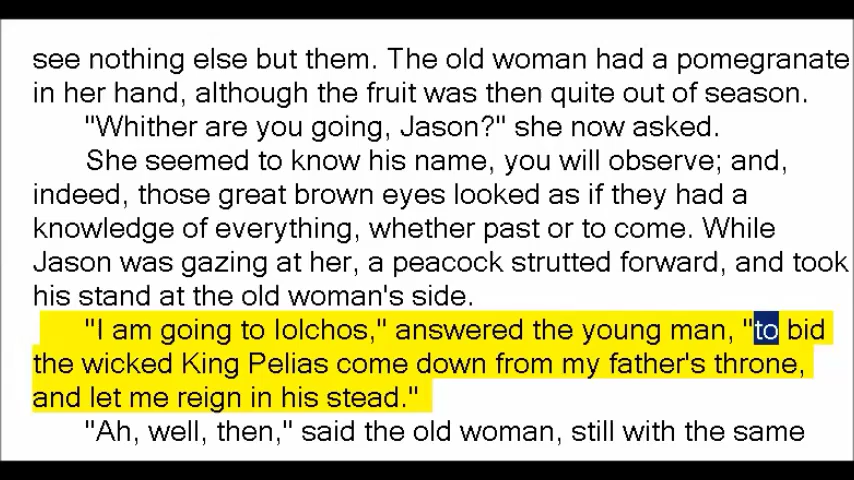 see nothing else but them. The old woman had a pomegranate
in her hand, although the fruit was then quite out of season.
"Whither are you going, Jason?" she now asked.
She seemed to know his name, you will observe; and,
indeed, those great brown eyes looked as if they had a
knowledge of everything, whether past or to come. While
Jason was gazing at her, a peacock strutted forward, and took
his stand at the old woman's side.
"I am going to Iolchos," answered the young man, "to bid
the wicked King Pelias come down from my father's throne,
and let me reign in his stead."
"Ah, well, then," said the old woman, still with the same